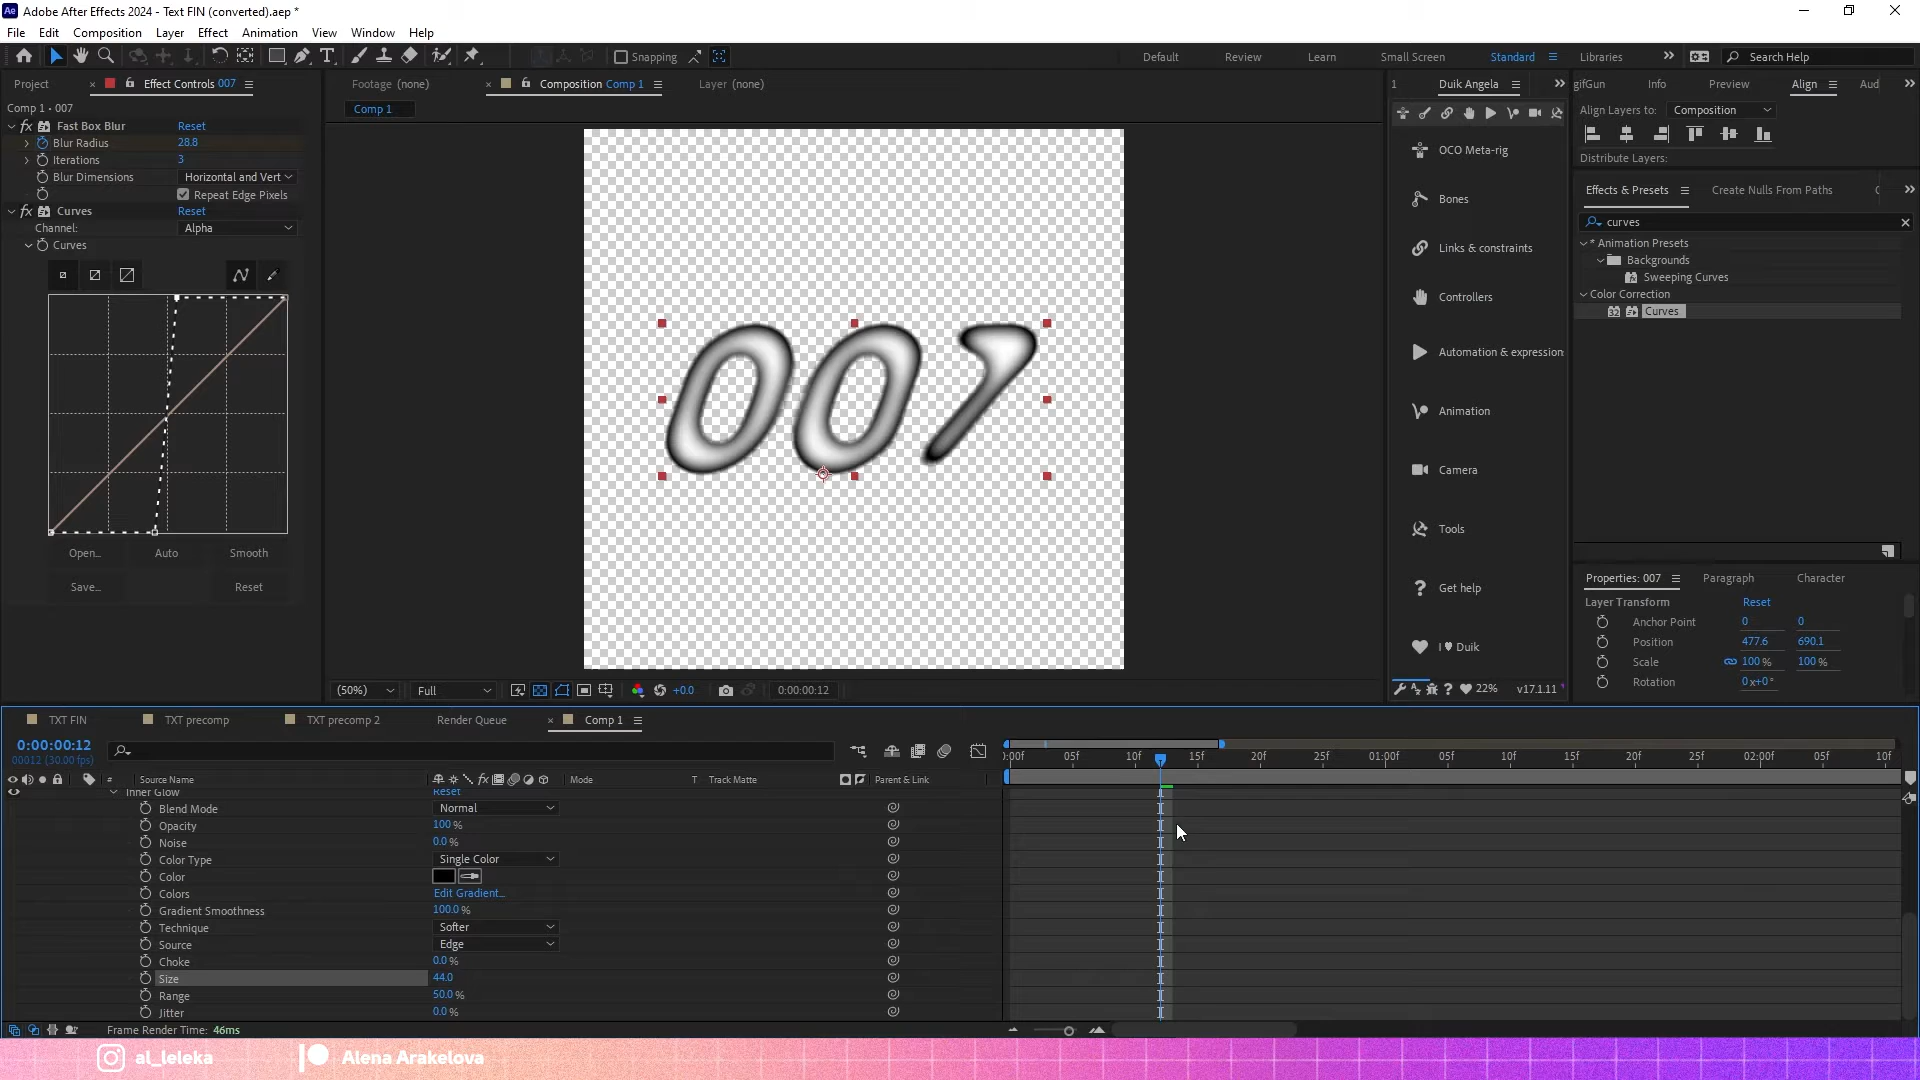 Adobe After Effects 2024 - Text FIN (converted).aep *
File Edit Composition Layer Effect Animation View Window Help
Snapping
Default Review Learn Small Screen Standard Libraries
Search Help
Project
Effect Controls 007
Comp 1 • 007
fx Fast Box Blur Reset
Blur Radius 28.8
Iterations 3
Blur Dimensions Horizontal and Vert
Repeat Edge Pixels
fx Curves Reset
Channel: Alpha
Curves
Open... Auto Smooth
Save... Reset
Footage (none)
Composition Comp 1
Layer (none)
Comp 1
007
(50%) Full +0.0 0:00:00:12
1 Duik Angela
OCO Meta-rig
Bones
Links & constraints
Controllers
Automation & expression
Animation
Camera
Tools
Get help
I ♥ Duik
22% v17.1.11
gifGun Info Preview Align Aud
Align Layers to: Composition
Distribute Layers:
Effects & Presets Create Nulls From Paths
curves
* Animation Presets
Backgrounds
Sweeping Curves
Color Correction
32 Curves
Properties: 007 Paragraph Character
Layer Transform Reset
Anchor Point 0 0
Position 477.6 690.1
Scale 100 % 100 %
Rotation 0x+0°
TXT FIN TXT precomp TXT precomp 2 Render Queue Comp 1
0:00:00:12
00012 (30.00 fps)
# Source Name fx Mode T Track Matte Parent & Link
:00f 05f 10f 15f 20f 25f 01:00f 05f 10f 15f 20f 25f 02:00f 05f 10f
Inner Glow Reset
Blend Mode Normal
Opacity 100 %
Noise 0.0 %
Color Type Single Color
Color
Colors Edit Gradient...
Gradient Smoothness 100.0 %
Technique Softer
Source Edge
Choke 0.0 %
Size 44.0
Range 50.0 %
Jitter 0.0 %
Frame Render Time: 46ms
al_leleka
Alena Arakelova